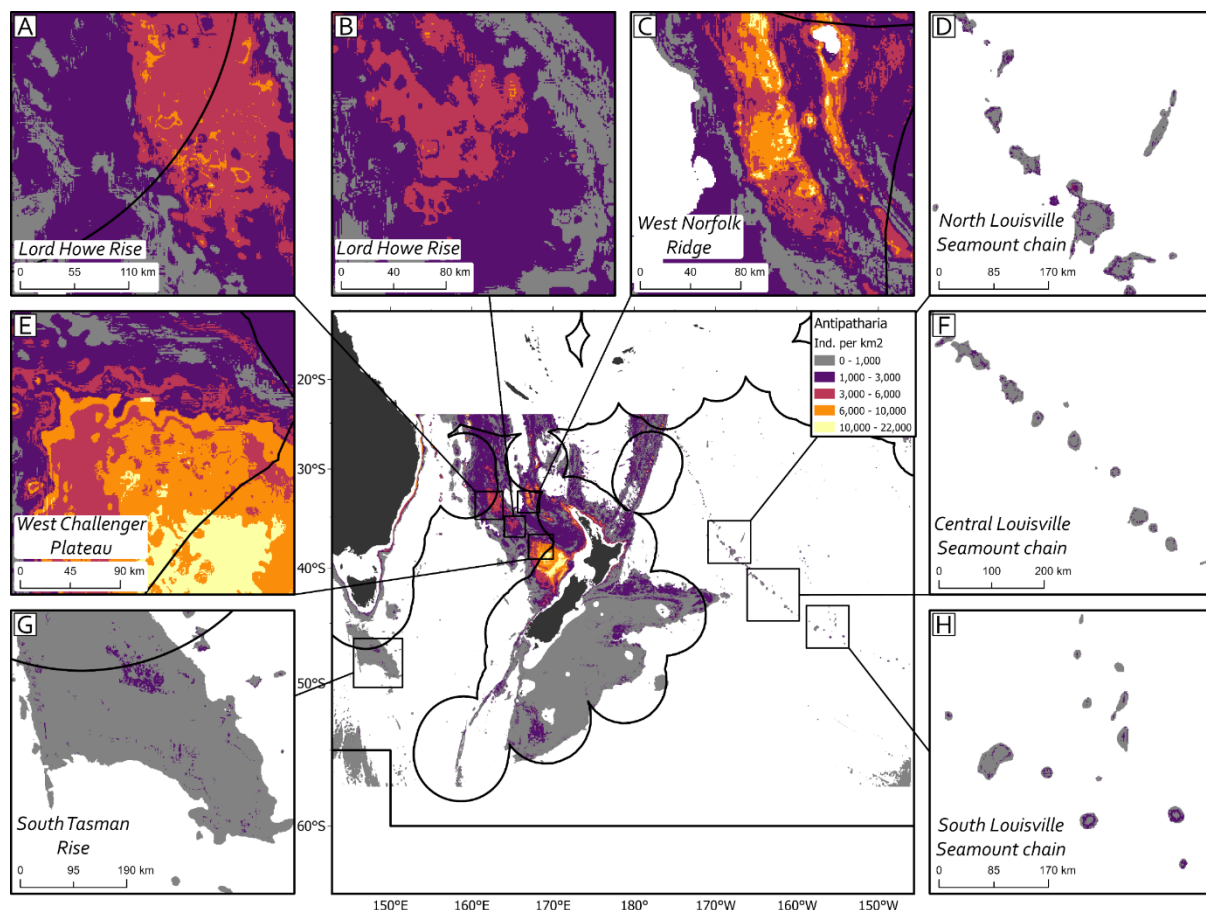 A
Lord Howe Rise
0 55 110 km
B
Lord Howe Rise
0 40 80 km
C
West Norfolk
Ridge
0 40 80 km
D
North Louisville
Seamount chain
0 85 170 km
E
West Challenger
Plateau
0 45 90 km
Antipatharia
Ind. per km2
0 - 1,000
1,000 - 3,000
3,000 - 6,000
6,000 - 10,000
10,000 - 22,000
20°S
30°S
40°S
50°S
60°S
150°E 160°E 170°E 180° 170°W 160°W 150°W
F
Central Louisville
Seamount chain
0 100 200 km
G
South Tasman
Rise
0 95 190 km
H
South Louisville
Seamount chain
0 85 170 km